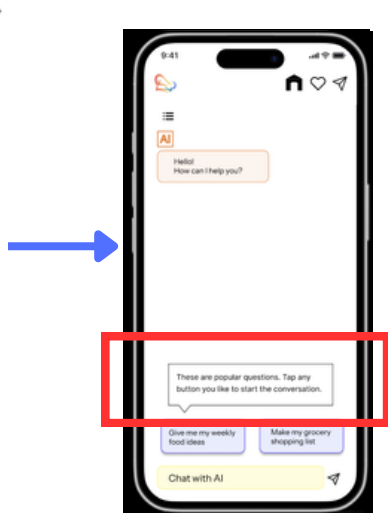 9:41
AI
Hello!
How can I help you?
These are popular questions. Tap any
button you like to start the conversation.
Give me my weekly
food ideas
Make my grocery
shopping list
Chat with AI